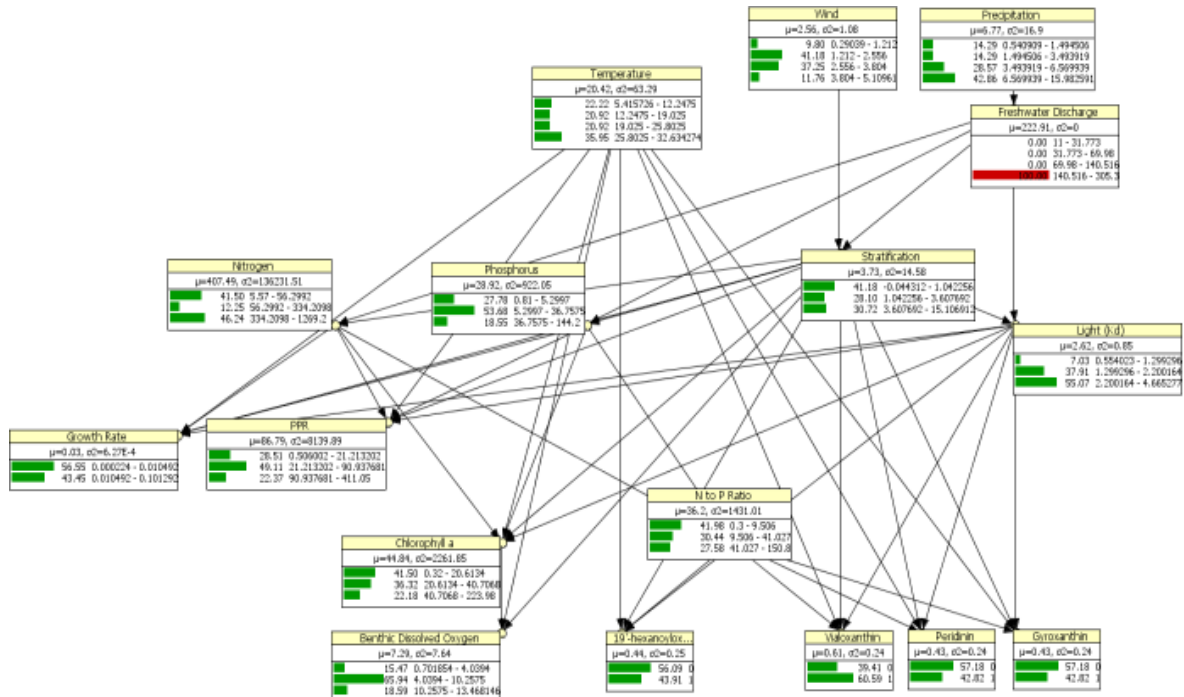 Wind
μ=2.56, σ2=1.08
9.80 0.29039 - 1.212
41.18 1.212 - 2.556
37.25 2.556 - 3.804
11.76 3.804 - 5.10961
Precipitation
μ=6.77, σ2=16.9
14.29 0.540909 - 1.494506
14.29 1.494506 - 3.493919
28.57 3.493919 - 6.569939
42.86 6.569939 - 15.982591
Temperature
μ=20.42, σ2=63.29
22.22 5.415726 - 12.2475
20.92 12.2475 - 19.025
20.92 19.025 - 25.8025
35.95 25.8025 - 32.634274
Freshwater Discharge
μ=222.91, σ2=0
0.00 11 - 31.773
0.00 31.773 - 69.98
0.00 69.98 - 140.516
100.00 140.516 - 305.3
Nitrogen
μ=407.49, σ2=136231.51
41.50 5.57 - 56.2992
12.25 56.2992 - 334.2098
46.24 334.2098 - 1269.2
Phosphorus
μ=28.92, σ2=922.05
27.78 0.81 - 5.2997
53.68 5.2997 - 36.7575
18.55 36.7575 - 144.2
Stratification
μ=3.73, σ2=14.58
41.18 -0.044312 - 1.042256
28.10 1.042256 - 3.607692
30.72 3.607692 - 15.106912
Light (Kd)
μ=2.62, σ2=0.85
7.03 0.554023 - 1.299296
37.91 1.299296 - 2.200164
55.07 2.200164 - 4.665277
Growth Rate
μ=0.03, σ2=6.27E-4
56.55 0.000224 - 0.010492
43.45 0.010492 - 0.101292
PPR
μ=86.79, σ2=8139.89
28.51 0.506002 - 21.213202
49.11 21.213202 - 90.937681
22.37 90.937681 - 411.05
N to P Ratio
μ=36.2, σ2=1431.01
41.98 0.3 - 9.506
30.44 9.506 - 41.027
27.58 41.027 - 150.8
Chlorophyll a
μ=44.84, σ2=2261.85
41.50 0.32 - 20.6134
36.32 20.6134 - 40.7068
22.18 40.7068 - 223.98
Benthic Dissolved Oxygen
μ=7.29, σ2=7.64
15.47 0.701854 - 4.0394
65.94 4.0394 - 10.2575
18.59 10.2575 - 13.468146
19'-hexanoylox...
μ=0.44, σ2=0.25
56.09 0
43.91 1
Vialoxanthin
μ=0.61, σ2=0.24
39.41 0
60.59 1
Peridinin
μ=0.43, σ2=0.24
57.18 0
42.82 1
Gyroxanthin
μ=0.43, σ2=0.24
57.18 0
42.82 1